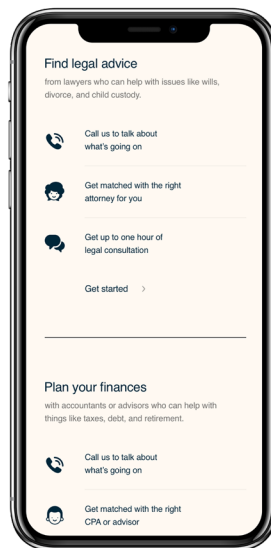 Find legal advice
from lawyers who can help with issues like wills,
divorce, and child custody.
Call us to talk about
what's going on
Get matched with the right
attorney for you
Get up to one hour of
legal consultation
Get started
Plan your finances
with accountants or advisors who can help with
things like taxes, debt, and retirement.
Call us to talk about
what's going on
Get matched with the right
CPA or advisor